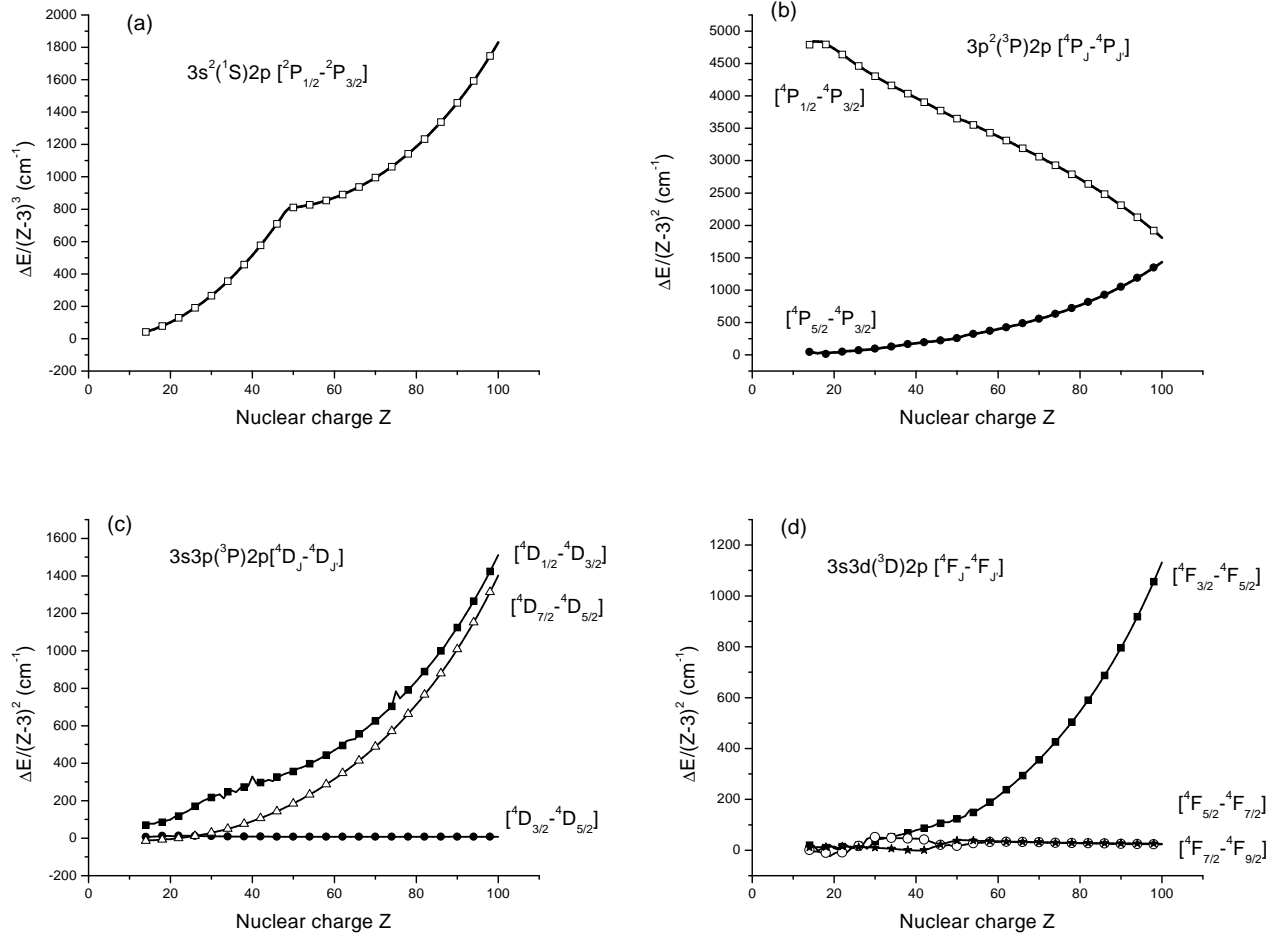 (a)
3s²(¹S)2p [²P₁/₂-²P₃/₂]
ΔE/(Z-3)³ (cm⁻¹)
2000
1800
1600
1400
1200
1000
800
600
400
200
0
-200
0 20 40 60 80 100
Nuclear charge Z
(b)
3p²(³P)2p [⁴P_J-⁴P_J']
[⁴P₁/₂-⁴P₃/₂]
[⁴P₅/₂-⁴P₃/₂]
ΔE/(Z-3)² (cm⁻¹)
5000
4500
4000
3500
3000
2500
2000
1500
1000
500
0
0 20 40 60 80 100
Nuclear charge Z
(c)
3s3p(³P)2p[⁴D_J-⁴D_J']
[⁴D₁/₂-⁴D₃/₂]
[⁴D₇/₂-⁴D₅/₂]
[⁴D₃/₂-⁴D₅/₂]
ΔE/(Z-3)² (cm⁻¹)
1600
1400
1200
1000
800
600
400
200
0
-200
0 20 40 60 80 100
Nuclear charge Z
(d)
3s3d(³D)2p [⁴F_J-⁴F_J']
[⁴F₃/₂-⁴F₅/₂]
[⁴F₅/₂-⁴F₇/₂]
[⁴F₇/₂-⁴F₉/₂]
ΔE/(Z-3)² (cm⁻¹)
1200
1000
800
600
400
200
0
0 20 40 60 80 100
Nuclear charge Z